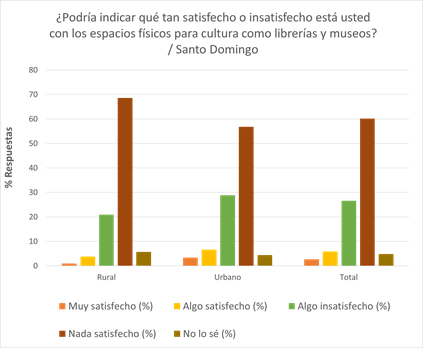 ¿Podría indicar qué tan satisfecho o insatisfecho está usted
con los espacios físicos para cultura como librerías y museos?
/ Santo Domingo
% Respuestas
80
70
60
50
40
30
20
10
0
Rural
Urbano
Total
Muy satisfecho (%)
Algo satisfecho (%)
Algo insatisfecho (%)
Nada satisfecho (%)
No lo sé (%)